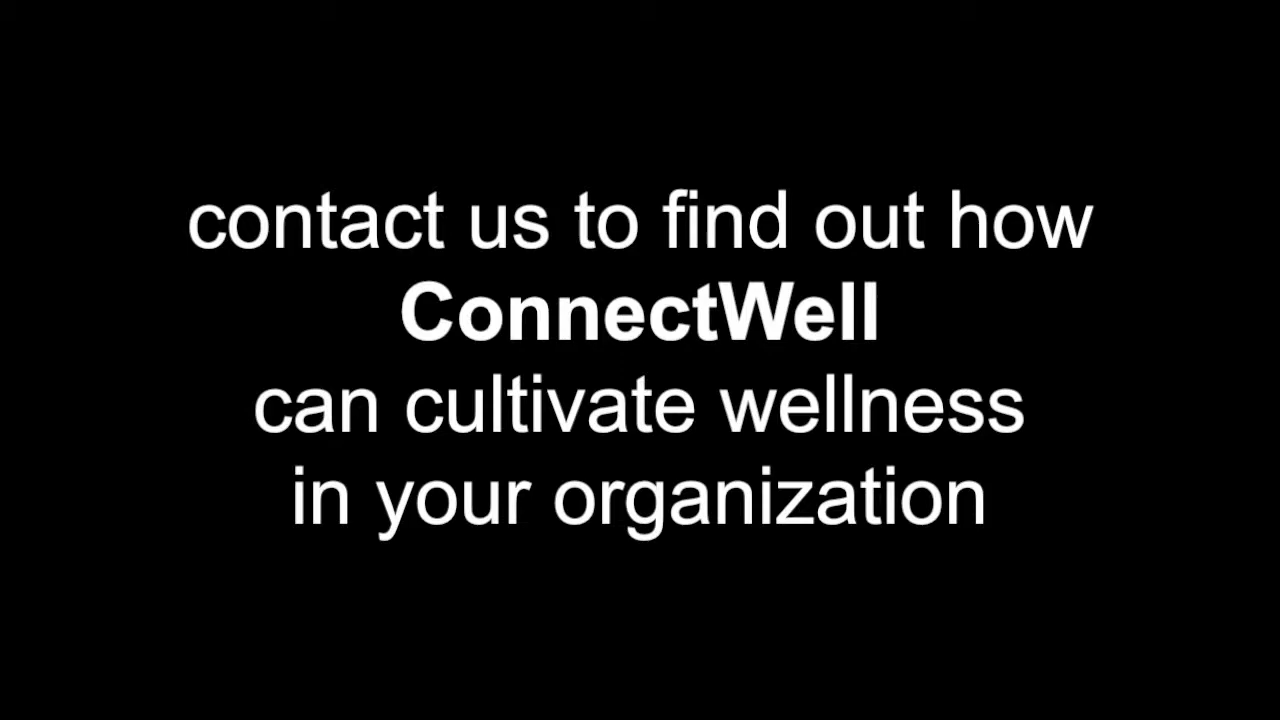 contact us to find out how
ConnectWell
can cultivate wellness
in your organization